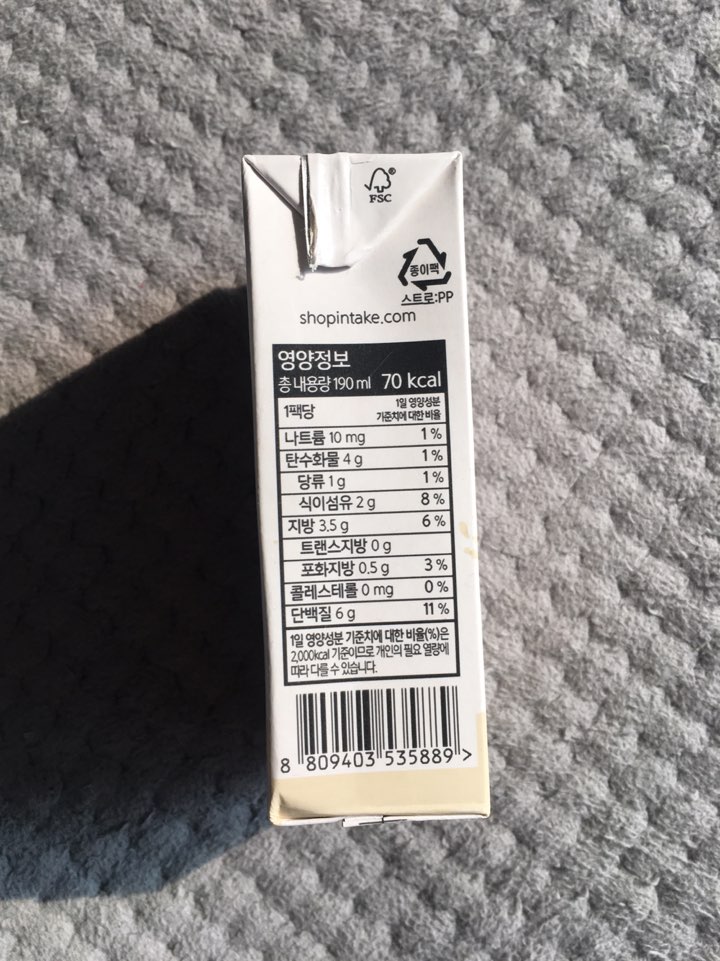 FSC®
종이팩
스트로:PP
shopintake.com
영양정보
총 내용량 190 ml 70 kcal
1팩당 1일 영양성분 기준치에 대한 비율
나트륨 10 mg 1 %
탄수화물 4 g 1 %
당류 1 g 1 %
식이섬유 2 g 8 %
지방 3.5 g 6 %
트랜스지방 0 g
포화지방 0.5 g 3 %
콜레스테롤 0 mg 0 %
단백질 6 g 11 %
1일 영양성분 기준치에 대한 비율(%)은
2,000kcal 기준이므로 개인의 필요 열량에
따라 다를 수 있습니다.
8 809403 535889 >